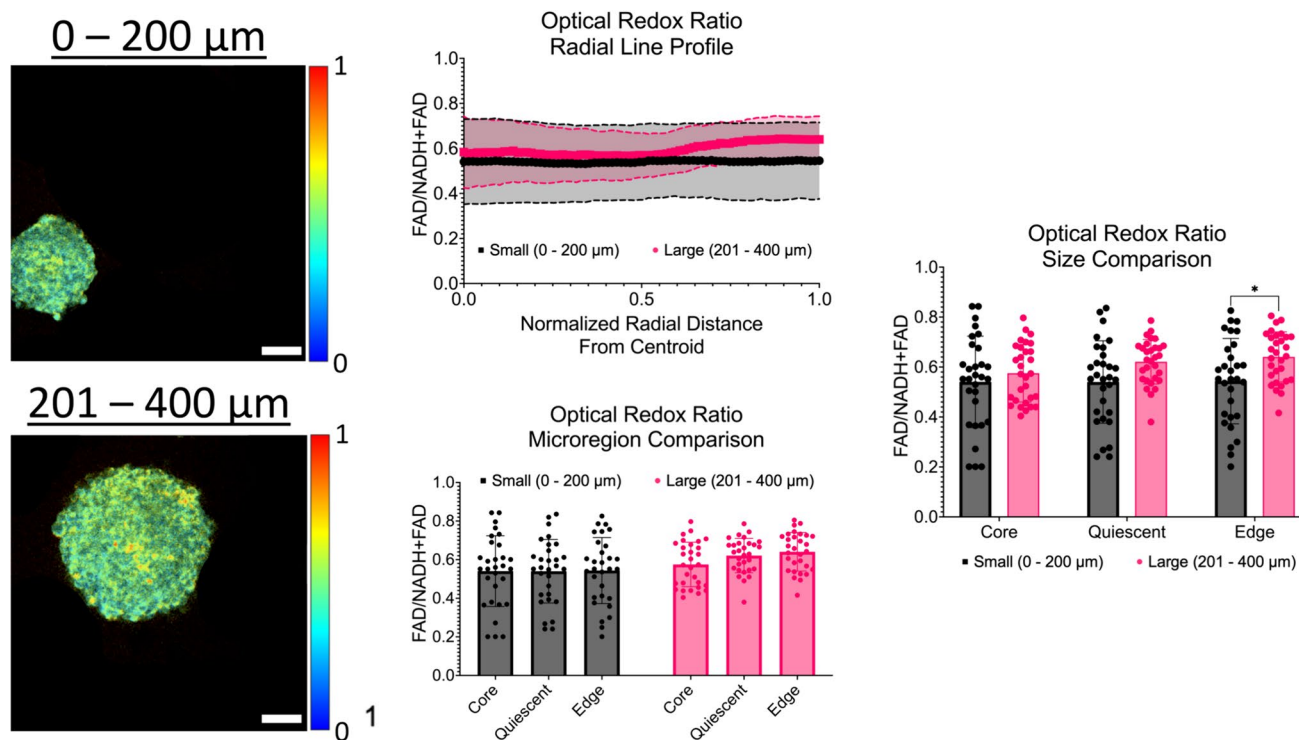 0 – 200 µm
1
0
201 – 400 µm
1
0
1
Optical Redox Ratio
Radial Line Profile
FAD/NADH+FAD
1.0
0.8
0.6
0.4
0.2
0.0
Small (0 - 200 µm)
Large (201 - 400 µm)
0.0
0.5
1.0
Normalized Radial Distance
From Centroid
Optical Redox Ratio
Microregion Comparison
Small (0 - 200 µm)
Large (201 - 400 µm)
FAD/NADH+FAD
1.0
0.8
0.6
0.4
0.2
0.0
Core
Quiescent
Edge
Core
Quiescent
Edge
Optical Redox Ratio
Size Comparison
FAD/NADH+FAD
1.0
0.8
0.6
0.4
0.2
0.0
*
Core
Quiescent
Edge
Small (0 - 200 µm)
Large (201 - 400 µm)